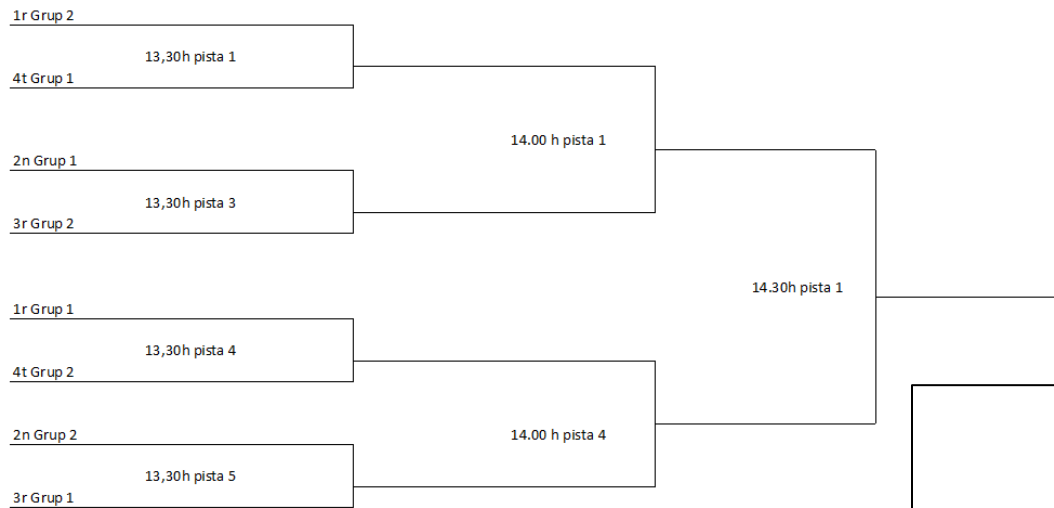 1r Grup 2
13,30h pista 1
4t Grup 1
14.00 h pista 1
2n Grup 1
13,30h pista 3
3r Grup 2
14.30h pista 1
1r Grup 1
13,30h pista 4
4t Grup 2
2n Grup 2
14.00 h pista 4
13,30h pista 5
3r Grup 1